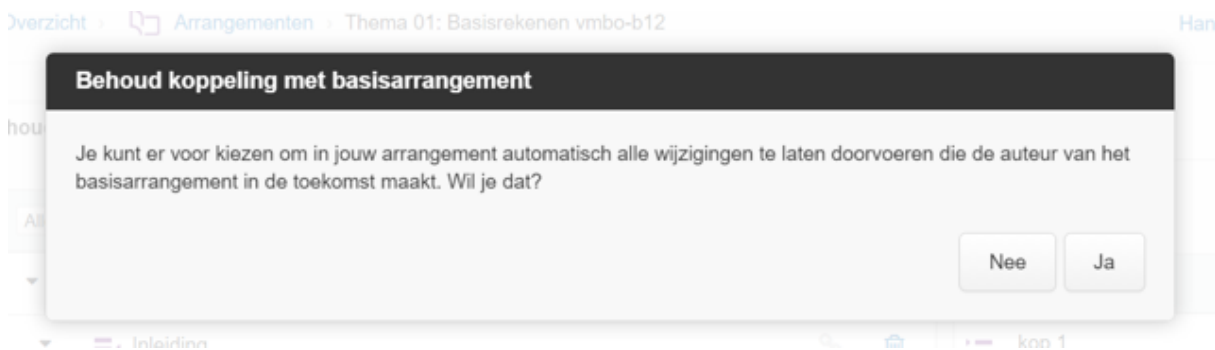 Overzicht Arrangementen Thema 01: Basisrekenen vmbo-b12 Han
Behoud koppeling met basisarrangement
hou
Je kunt er voor kiezen om in jouw arrangement automatisch alle wijzigingen te laten doorvoeren die de auteur van het
basisarrangement in de toekomst maakt. Wil je dat?
Nee Ja
Inleiding kop 1